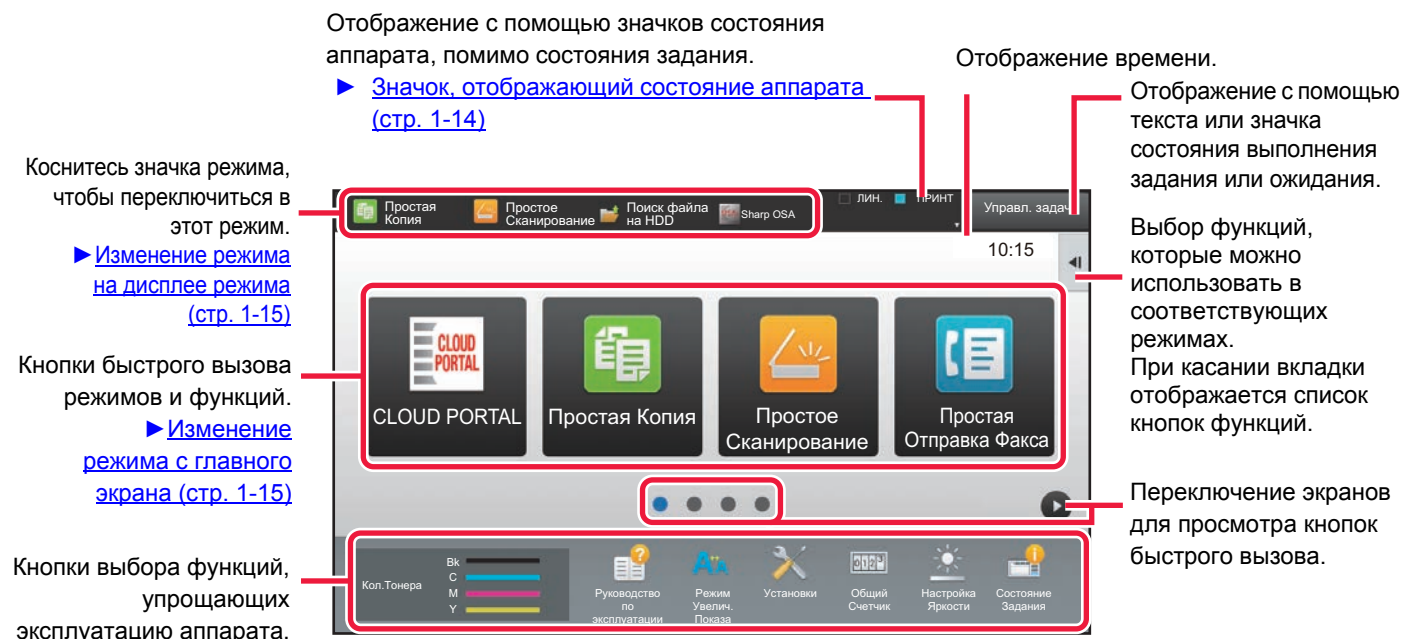 Отображение с помощью значков состояния
аппарата, помимо состояния задания.
► Значок, отображающий состояние аппарата
(стр. 1-14)
Отображение времени.
Отображение с помощью
текста или значка
состояния выполнения
задания или ожидания.
Коснитесь значка режима,
чтобы переключиться в
этот режим.
►Изменение режима
на дисплее режима
(стр. 1-15)
Простая
Копия
Простое
Сканирование
Поиск файла
на HDD
Sharp OSA
ЛИН.
ПРИНТ
Управл. задач
10:15
Выбор функций,
которые можно
использовать в
соответствующих
режимах.
При касании вкладки
отображается список
кнопок функций.
Кнопки быстрого вызова
режимов и функций.
►Изменение
режима с главного
экрана (стр. 1-15)
CLOUD
PORTAL
CLOUD PORTAL
Простая Копия
Простое
Сканирование
Простая
Отправка Факса
Переключение экранов
для просмотра кнопок
быстрого вызова.
Кнопки выбора функций,
упрощающих
эксплуатацию аппарата.
Кол.Тонера
Bk
C
M
Y
Руководство
по
эксплуатации
Режим
Увелич.
Показа
Установки
Общий
Счетчик
Настройка
Яркости
Состояние
Задания